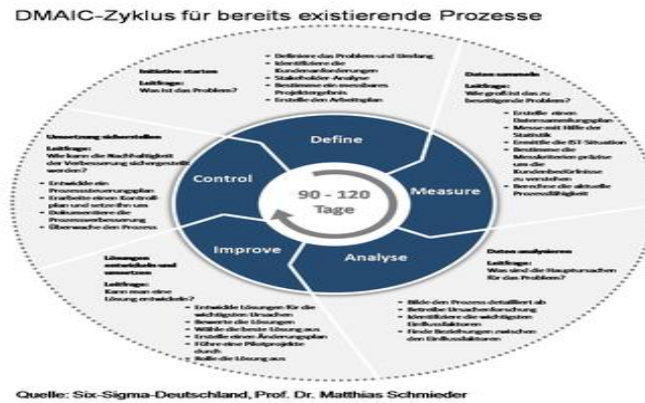 DMAIC-Zyklus für bereits existierende Prozesse
Initiative starten
Leitfrage:
Was ist das Problem?
• Definiere das Problem und Umfang
• Identifiziere die
Kundenanforderungen
• Stakeholder-Analyse
• Bestimme ein messbares
Projektergebnis
• Erstelle den Arbeitsplan
Daten sammeln
Leitfrage:
Wie groß ist das zu
beseitigende Problem?
• Erstelle einen
Datensammlungsplan
• Messe mit Hilfe der
Statistik
• Ermittle die IST-Situation
• Bestimme die
Messkriterien präzise
um die
Kundenbedürfnisse
zu verstehen
• Berechne die aktuelle
Prozessfähigkeit
Umsetzung sicherstellen
Leitfrage:
Wie kann die Nachhaltigkeit
der Verbesserung sichergestellt
werden?
• Entwickle ein
Prozesssteuerungsplan
• Erarbeite einen Kontroll-
plan und setze ihn um
• Dokumentiere die
Prozessverbesserung
• Überwache den Prozess
Define
Control
Measure
90 - 120
Tage
Improve
Analyse
Daten analysieren
Leitfrage:
Was sind die Hauptursachen
für das Problem?
• Bilde den Prozess detailliert ab
• Betreibe Ursachenforschung
• Identifiziere die wichtigsten
Einflussfaktoren
• Finde Beziehungen zwischen
den Einflussfaktoren
Lösungen
entwickeln und
umsetzen
Leitfrage:
Kann man eine
Lösung entwickeln?
• Entwickle Lösungen für die
wichtigsten Ursachen
• Bewerte die Lösungen
• Wähle die beste Lösung aus
• Erstelle einen Änderungsplan
• Führe eine Pilotprojekte
durch
• Rolle die Lösung aus
Quelle: Six-Sigma-Deutschland, Prof. Dr. Matthias Schmieder